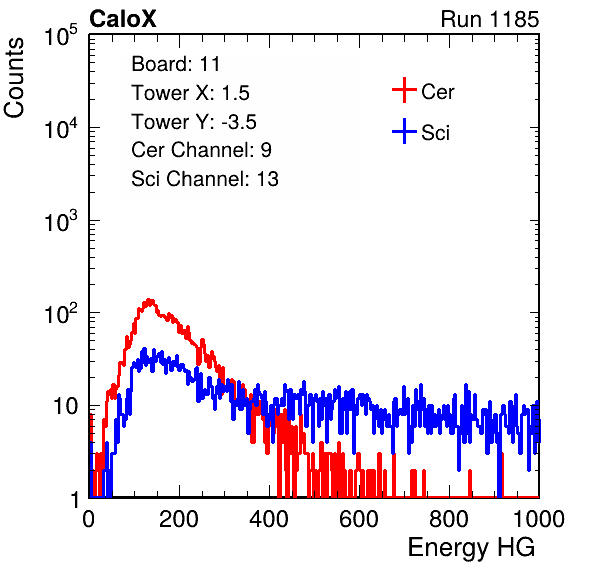 CaloX Run 1185
Board: 11
Tower X: 1.5
Tower Y: -3.5
Cer Channel: 9
Sci Channel: 13
Cer
Sci
Counts
10^5
10^4
10^3
10^2
10
1
0 200 400 600 800 1000
Energy HG